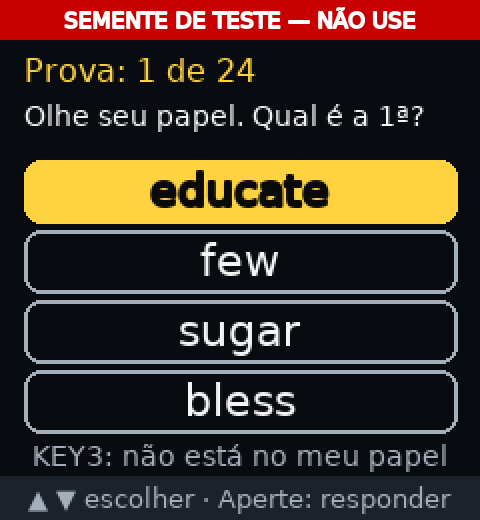 SEMENTE DE TESTE — NÃO USE
Prova: 1 de 24
Olhe seu papel. Qual é a 1ª?
educate
few
sugar
bless
KEY3: não está no meu papel
▲▼ escolher · Aperte: responder